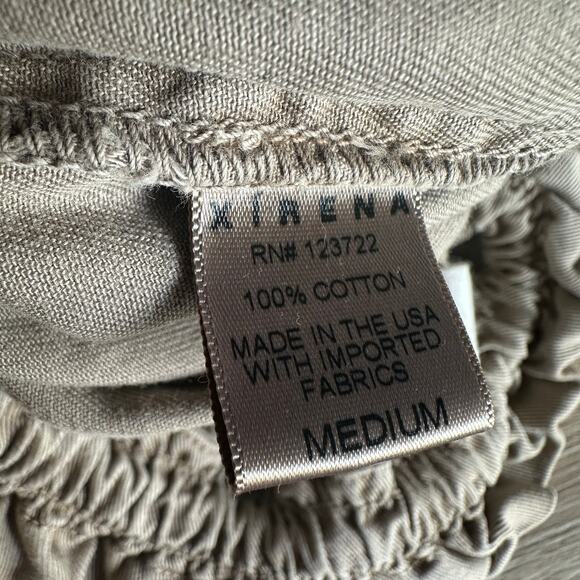 XIRENA
RN# 123722
100% COTTON
MADE IN THE USA
WITH IMPORTED
FABRICS
MEDIUM